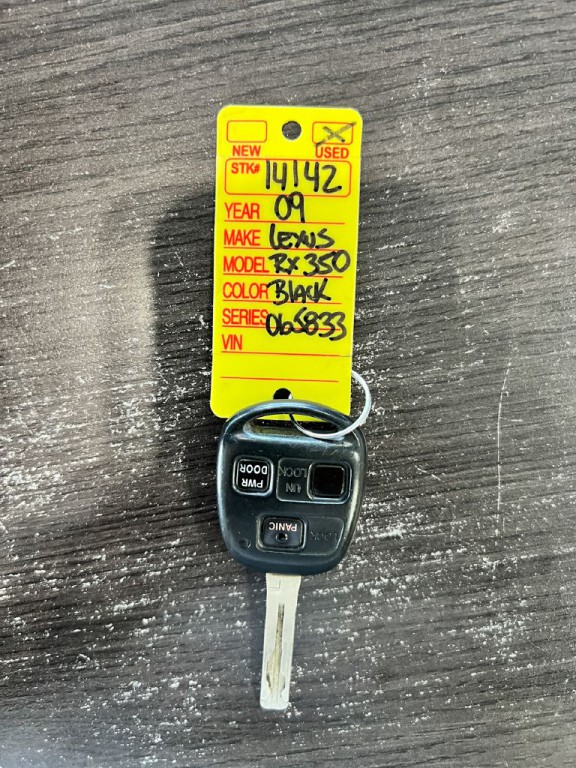 NEW USED
STK# 14142
YEAR 09
MAKE Lexus
MODEL RX350
COLOR Black
SERIES 065833
VIN
PWR
DOOR
UN
LOCK
PANIC
LOCK